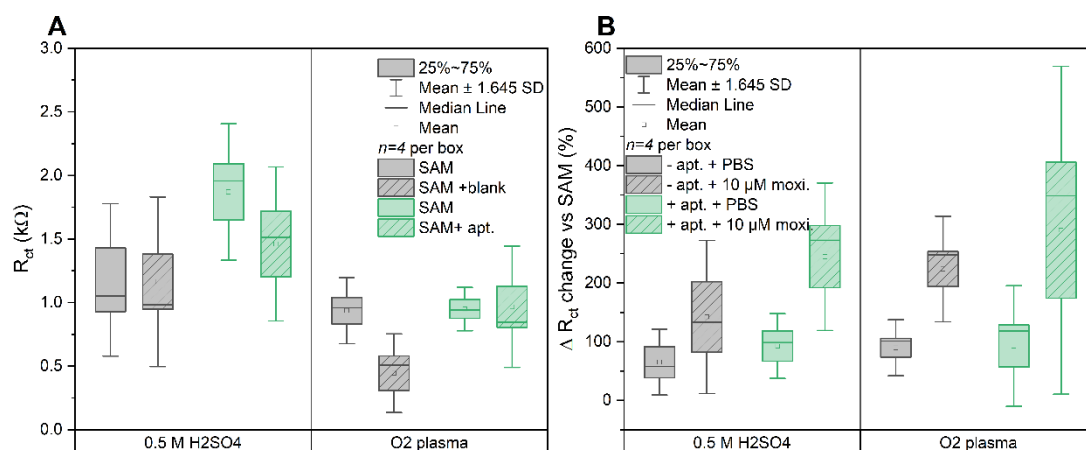 A
R_ct (kΩ)
3.0
2.5
2.0
1.5
1.0
0.5
0.0
25%~75%
Mean ± 1.645 SD
Median Line
Mean
n=4 per box
SAM
SAM +blank
SAM
SAM+ apt.
0.5 M H2SO4
O2 plasma
B
Δ R_ct change vs SAM (%)
600
500
400
300
200
100
0
25%~75%
Mean ± 1.645 SD
Median Line
Mean
n=4 per box
- apt. + PBS
- apt. + 10 µM moxi.
+ apt. + PBS
+ apt. + 10 µM moxi.
0.5 M H2SO4
O2 plasma